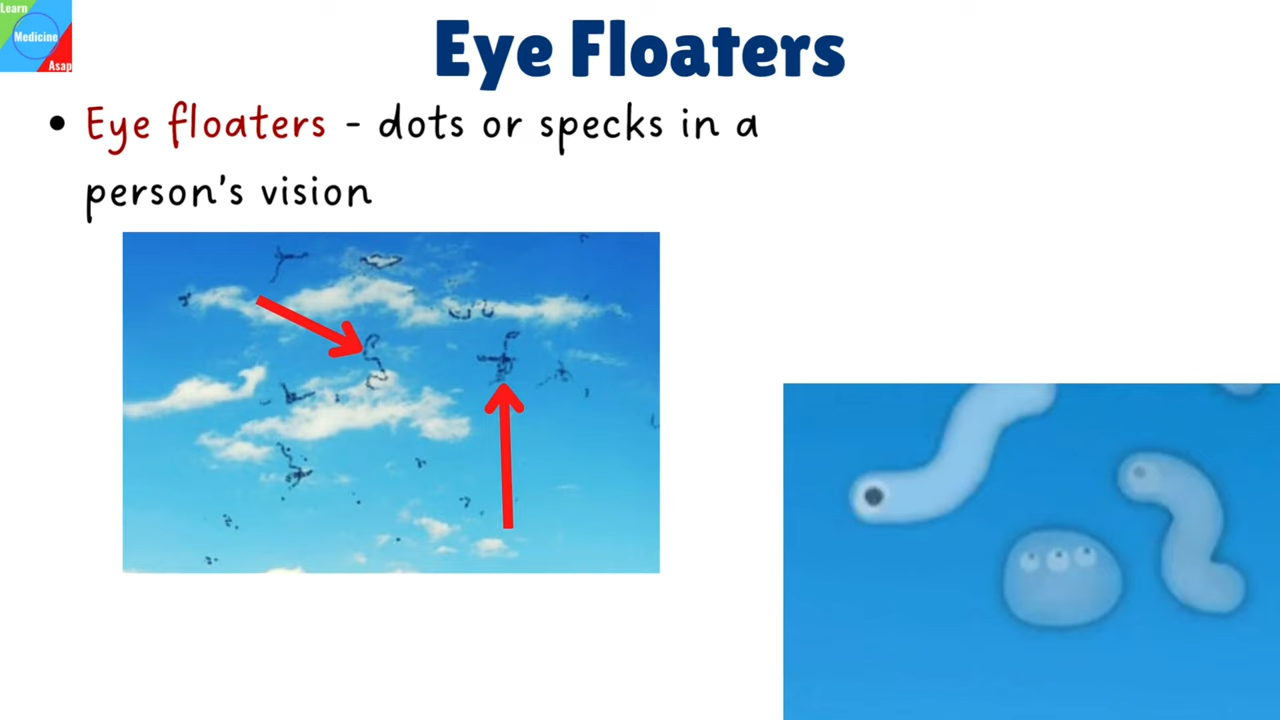 Learn
Medicine
Asap
Eye Floaters
• Eye floaters - dots or specks in a
person's vision